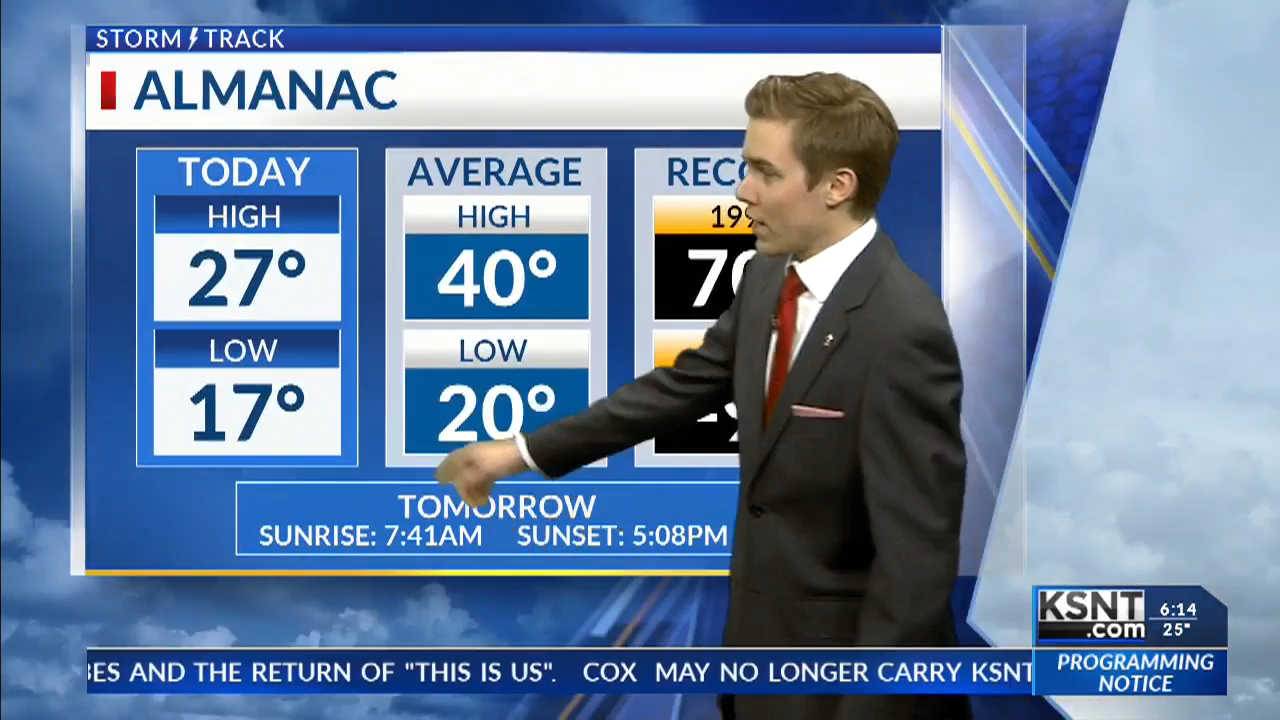 STORM TRACK
ALMANAC
TODAY
HIGH
27°
LOW
17°
AVERAGE
HIGH
40°
LOW
20°
TOMORROW
SUNRISE: 7:41AM SUNSET: 5:08PM
KSNT
.com
6:14
25°
AND THE RETURN OF "THIS IS US". COX MAY NO LONGER CARRY KSNT
PROGRAMMING
NOTICE